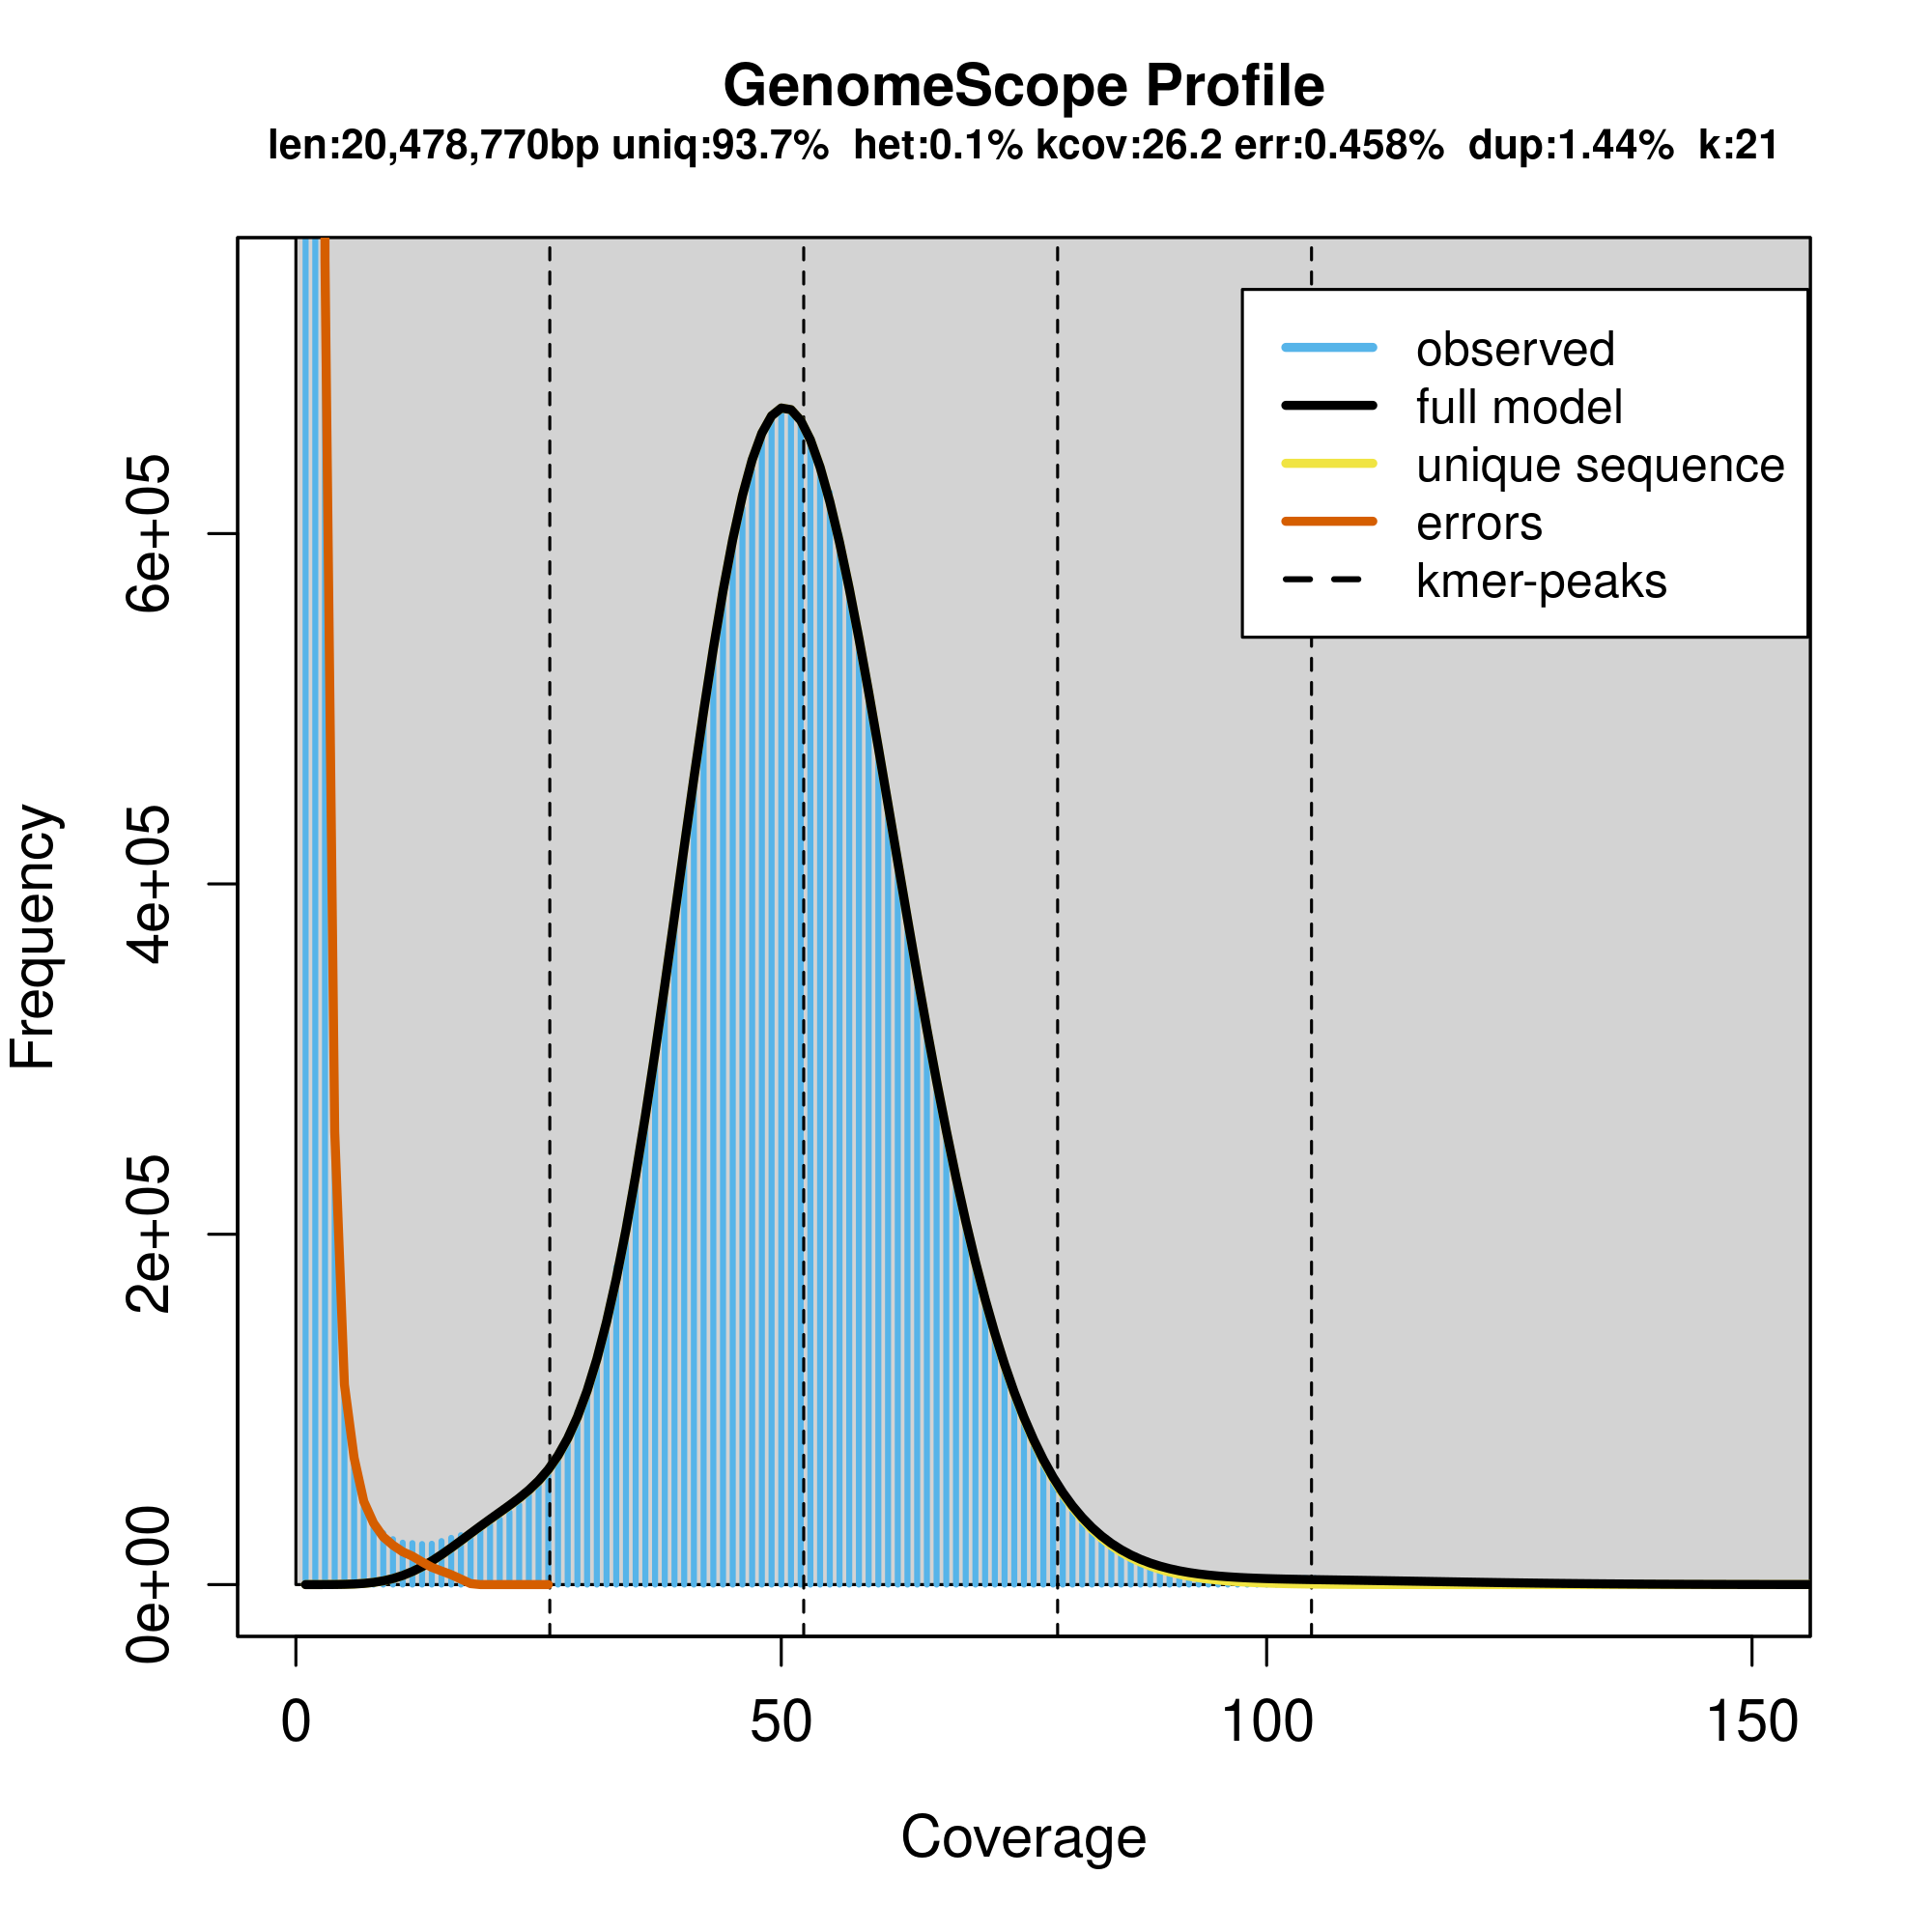 GenomeScope Profile
len:20,478,770bp uniq:93.7% het:0.1% kcov:26.2 err:0.458% dup:1.44% k:21
observed
full model
unique sequence
errors
kmer-peaks
Frequency
6e+05
4e+05
2e+05
0e+00
0 50 100 150
Coverage